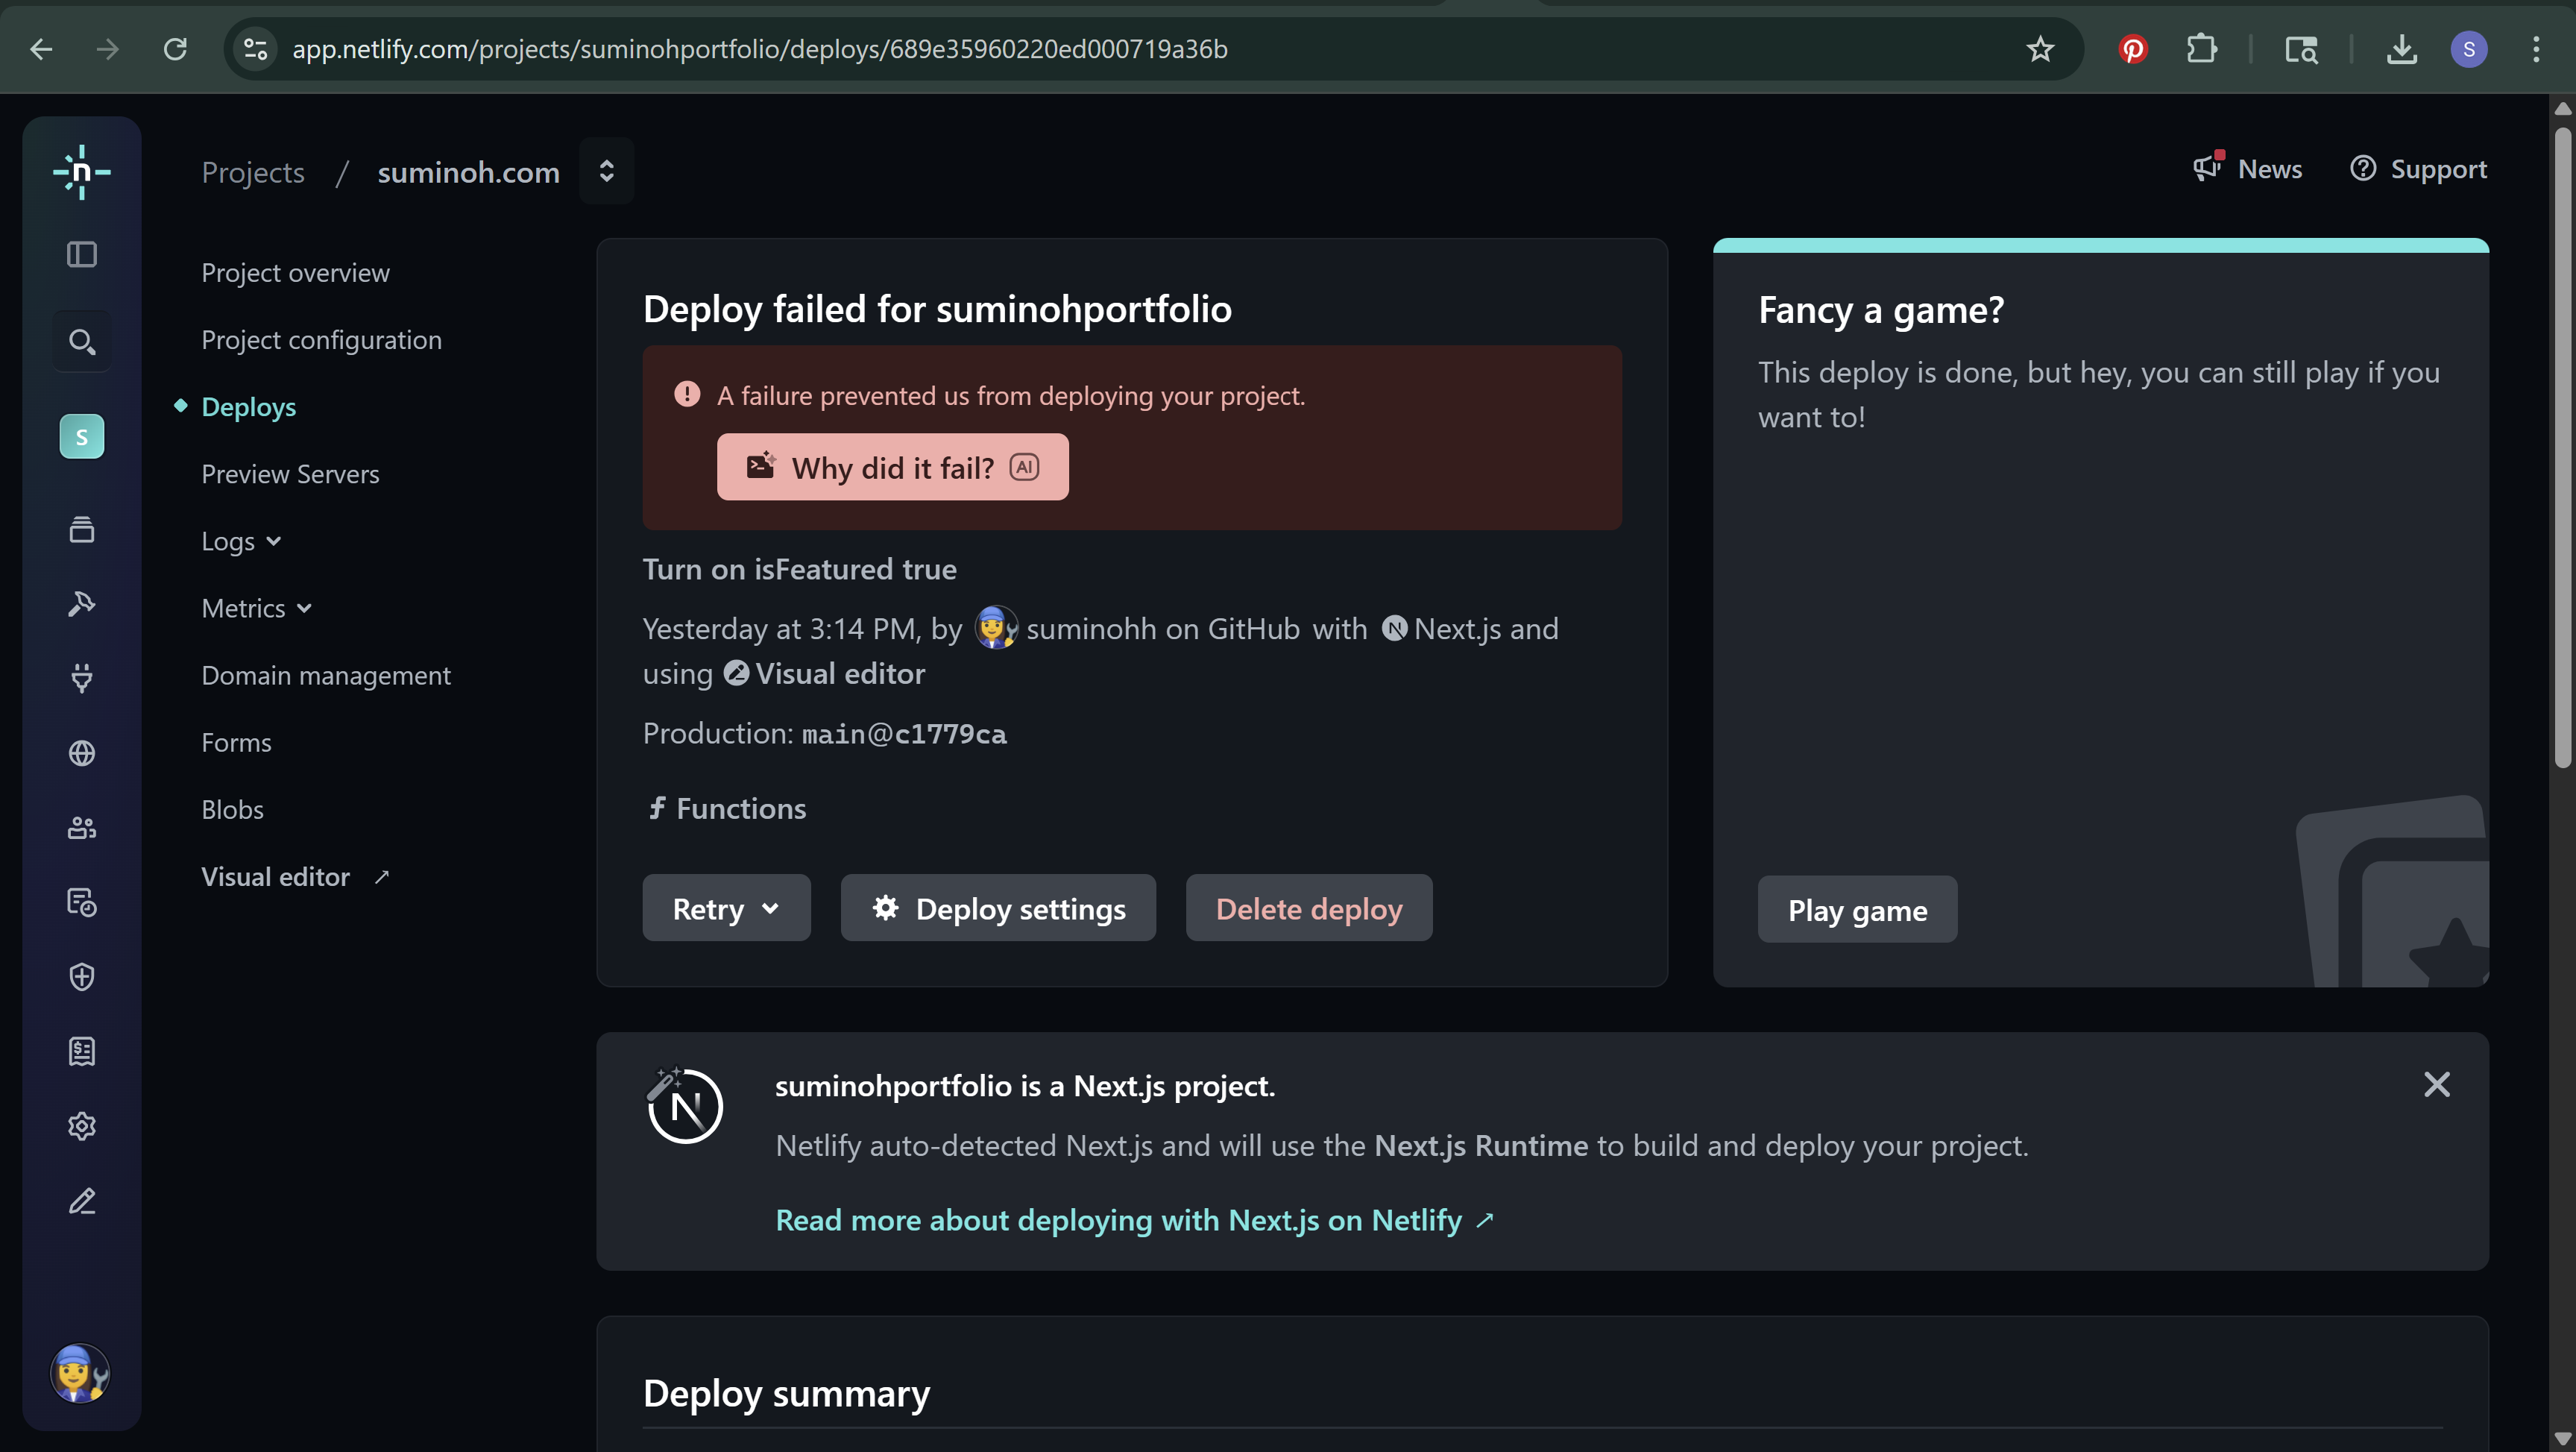 app.netlify.com/projects/suminohportfolio/deploys/689e35960220ed000719a36b
S
n
Projects / suminoh.com
News
Support
S
Project overview
Project configuration
Deploys
Preview Servers
Logs
Metrics
Domain management
Forms
Blobs
Visual editor
Deploy failed for suminohportfolio
A failure prevented us from deploying your project.
Why did it fail? AI
Turn on isFeatured true
Yesterday at 3:14 PM, by suminohh on GitHub with N Next.js and
using Visual editor
Production: main@c1779ca
Functions
Retry
Deploy settings
Delete deploy
Fancy a game?
This deploy is done, but hey, you can still play if you
want to!
Play game
N
suminohportfolio is a Next.js project.
Netlify auto-detected Next.js and will use the Next.js Runtime to build and deploy your project.
Read more about deploying with Next.js on Netlify
Deploy summary